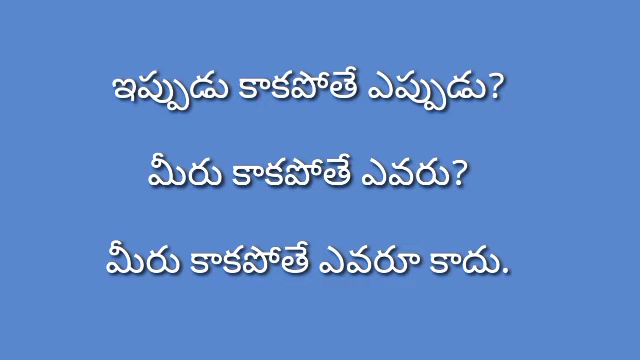 ఇప్పుడు కాకపోతే ఎప్పుడు?
మీరు కాకపోతే ఎవరు?
మీరు కాకపోతే ఎవరూ కాదు.